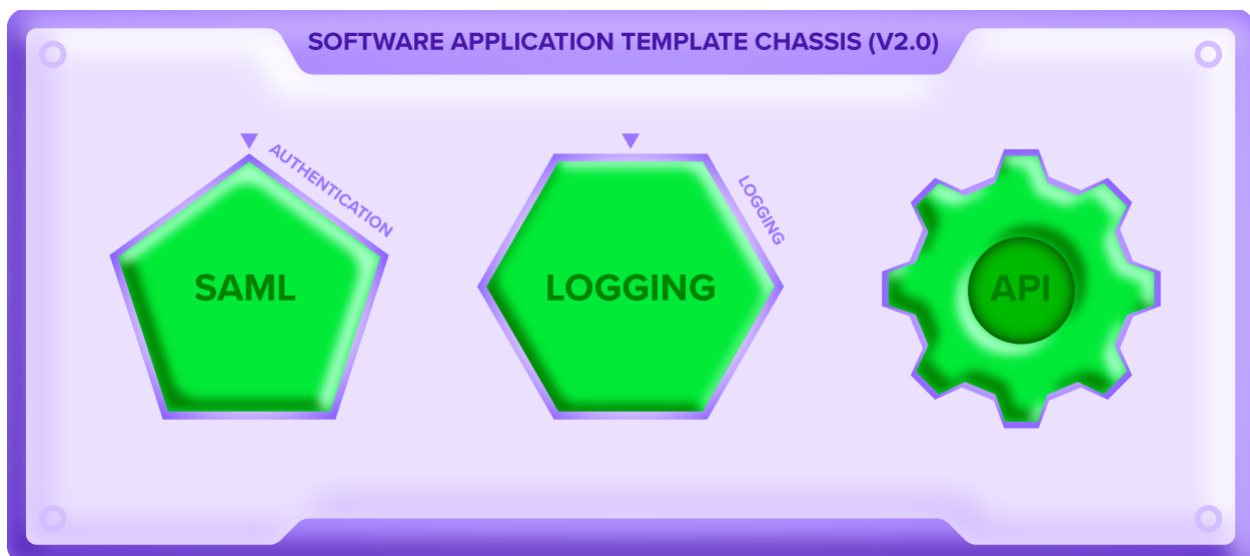 SOFTWARE APPLICATION TEMPLATE CHASSIS (V2.0)
AUTHENTICATION
SAML
LOGGING
LOGGING
API